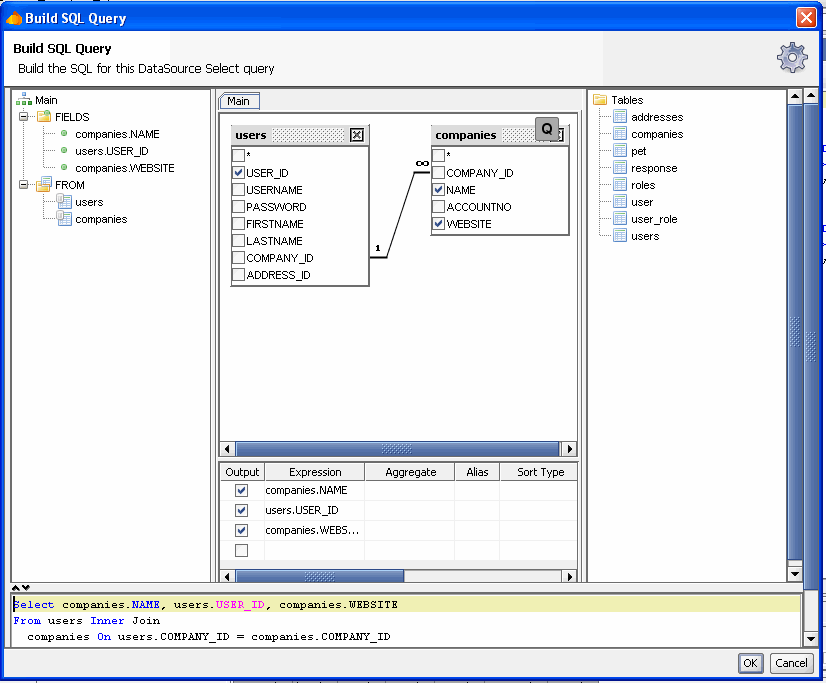 Build SQL Query
Build SQL Query
Build the SQL for this DataSource Select query
Main
FIELDS
companies.NAME
users.USER_ID
companies.WEBSITE
FROM
users
companies
Main
users
*
USER_ID
USERNAME
PASSWORD
FIRSTNAME
LASTNAME
COMPANY_ID
ADDRESS_ID
1
∞
companies
Q
*
COMPANY_ID
NAME
ACCOUNTNO
WEBSITE
Tables
addresses
companies
pet
response
roles
user
user_role
users
Output Expression Aggregate Alias Sort Type
companies.NAME
users.USER_ID
companies.WEBS...
Select companies.NAME, users.USER_ID, companies.WEBSITE
From users Inner Join
companies On users.COMPANY_ID = companies.COMPANY_ID
OK Cancel